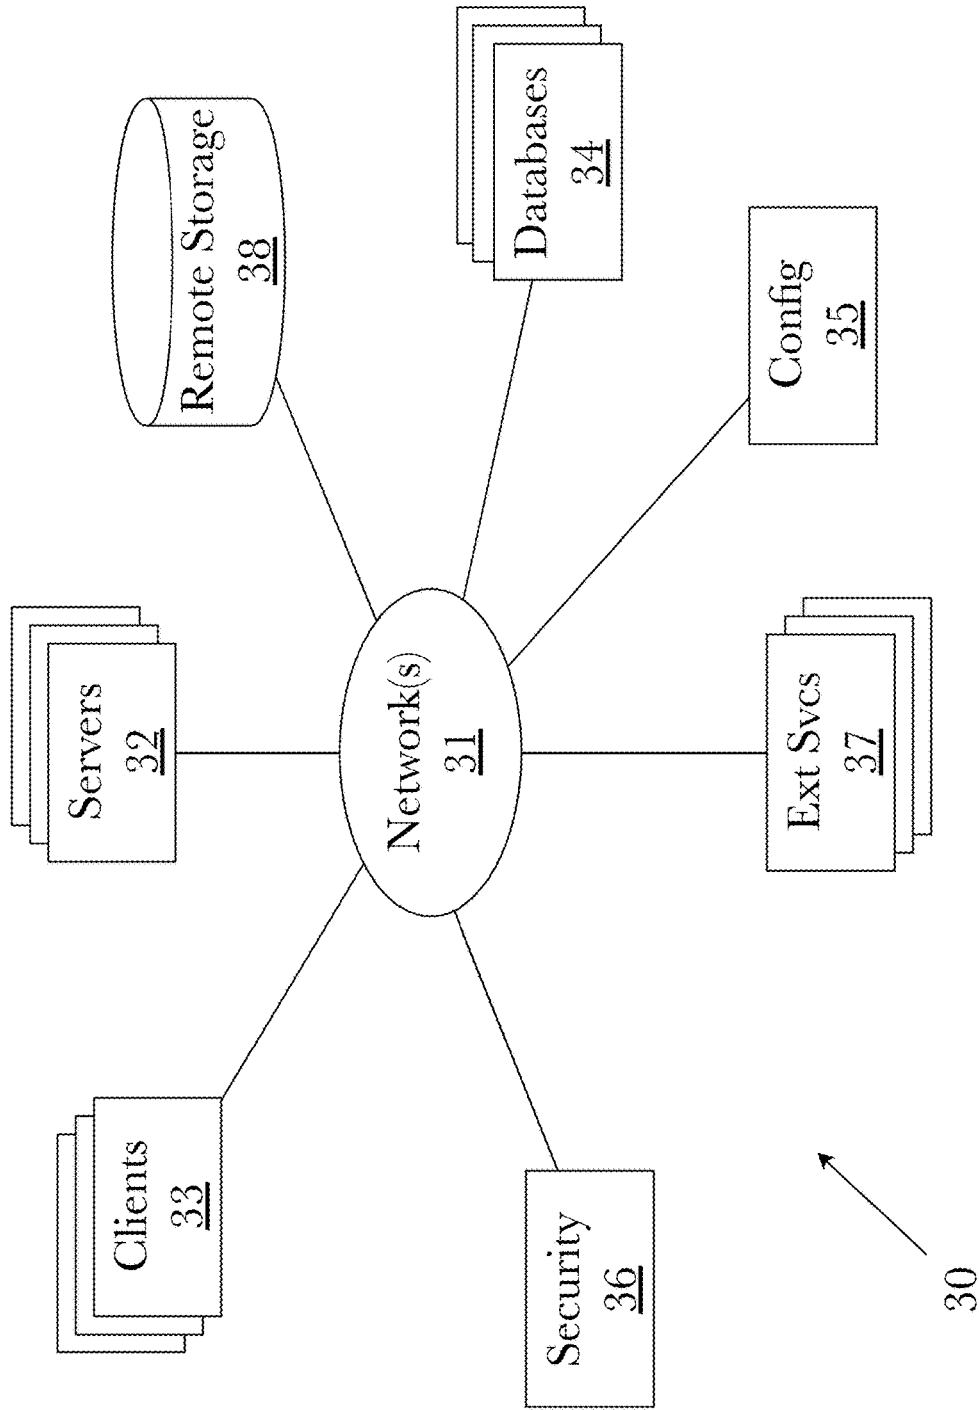 Servers
32
Clients
33
Remote Storage
38
Network(s)
31
Databases
34
Security
36
Ext Svcs
37
Config
35
30